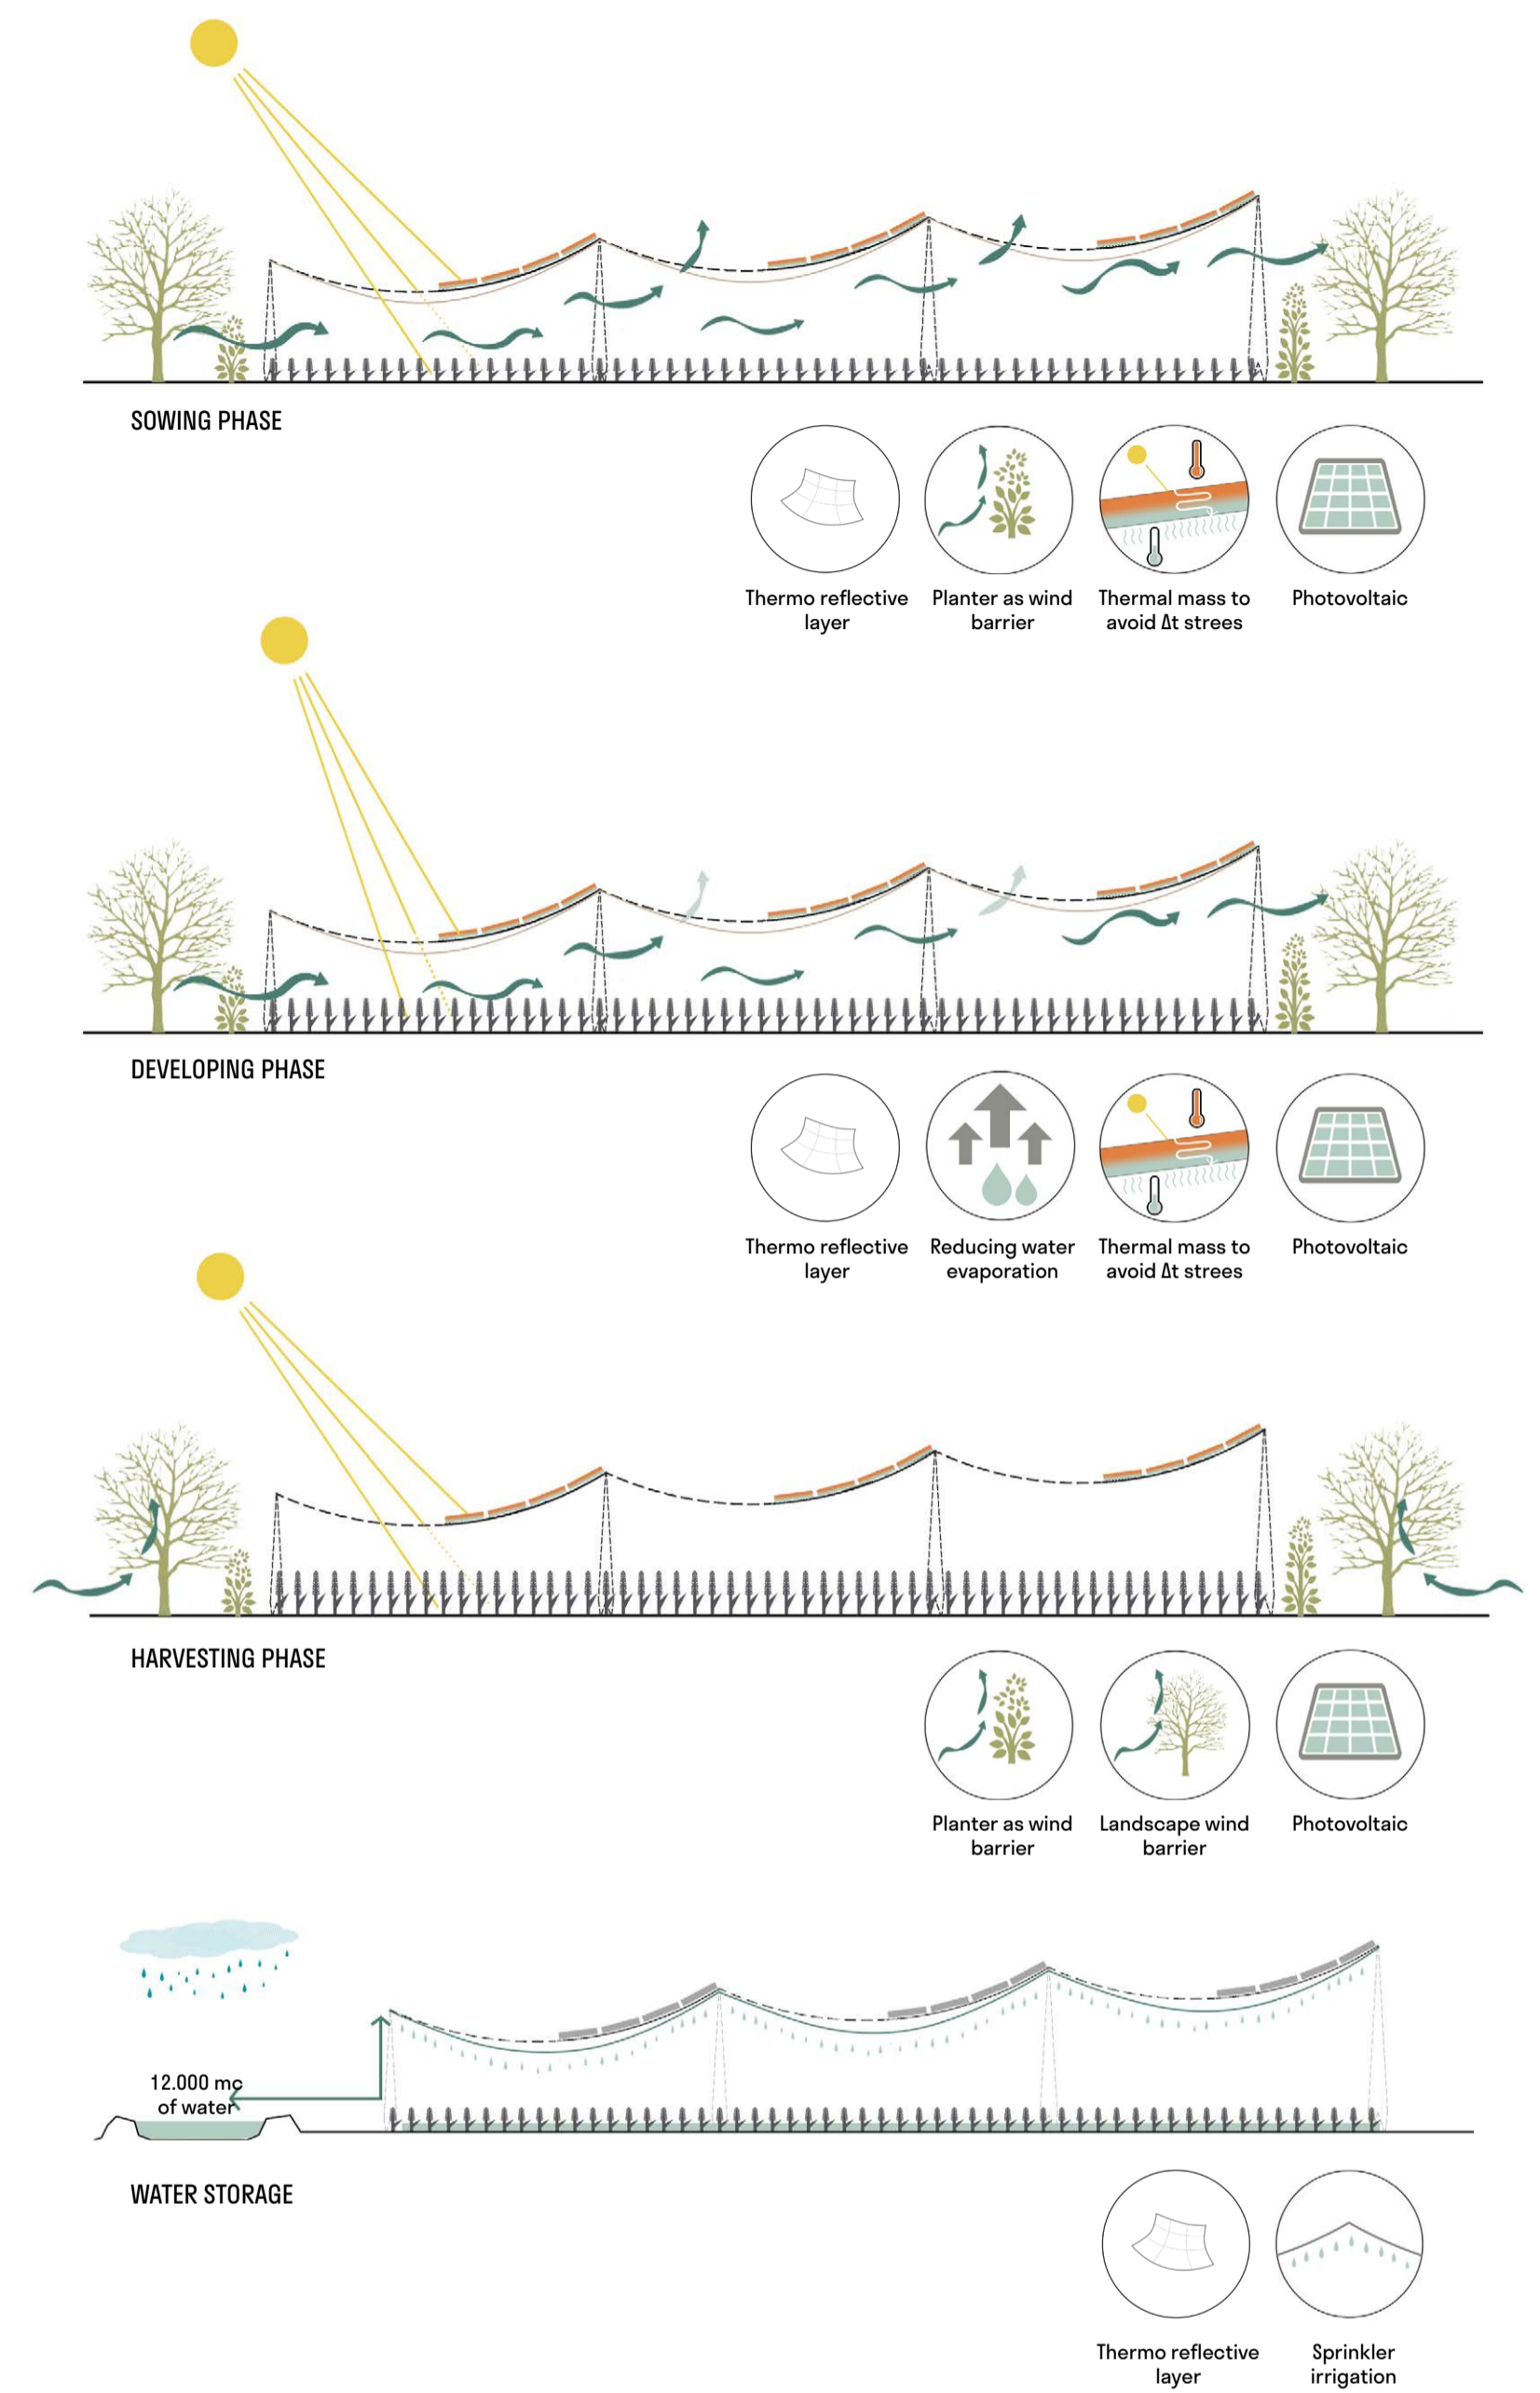 SOWING PHASE
Thermo reflective
layer
Planter as wind
barrier
Thermal mass to
avoid Δt strees
Photovoltaic
DEVELOPING PHASE
Thermo reflective
layer
Reducing water
evaporation
Thermal mass to
avoid Δt strees
Photovoltaic
HARVESTING PHASE
Planter as wind
barrier
Landscape wind
barrier
Photovoltaic
12.000 mc
of water
WATER STORAGE
Thermo reflective
layer
Sprinkler
irrigation